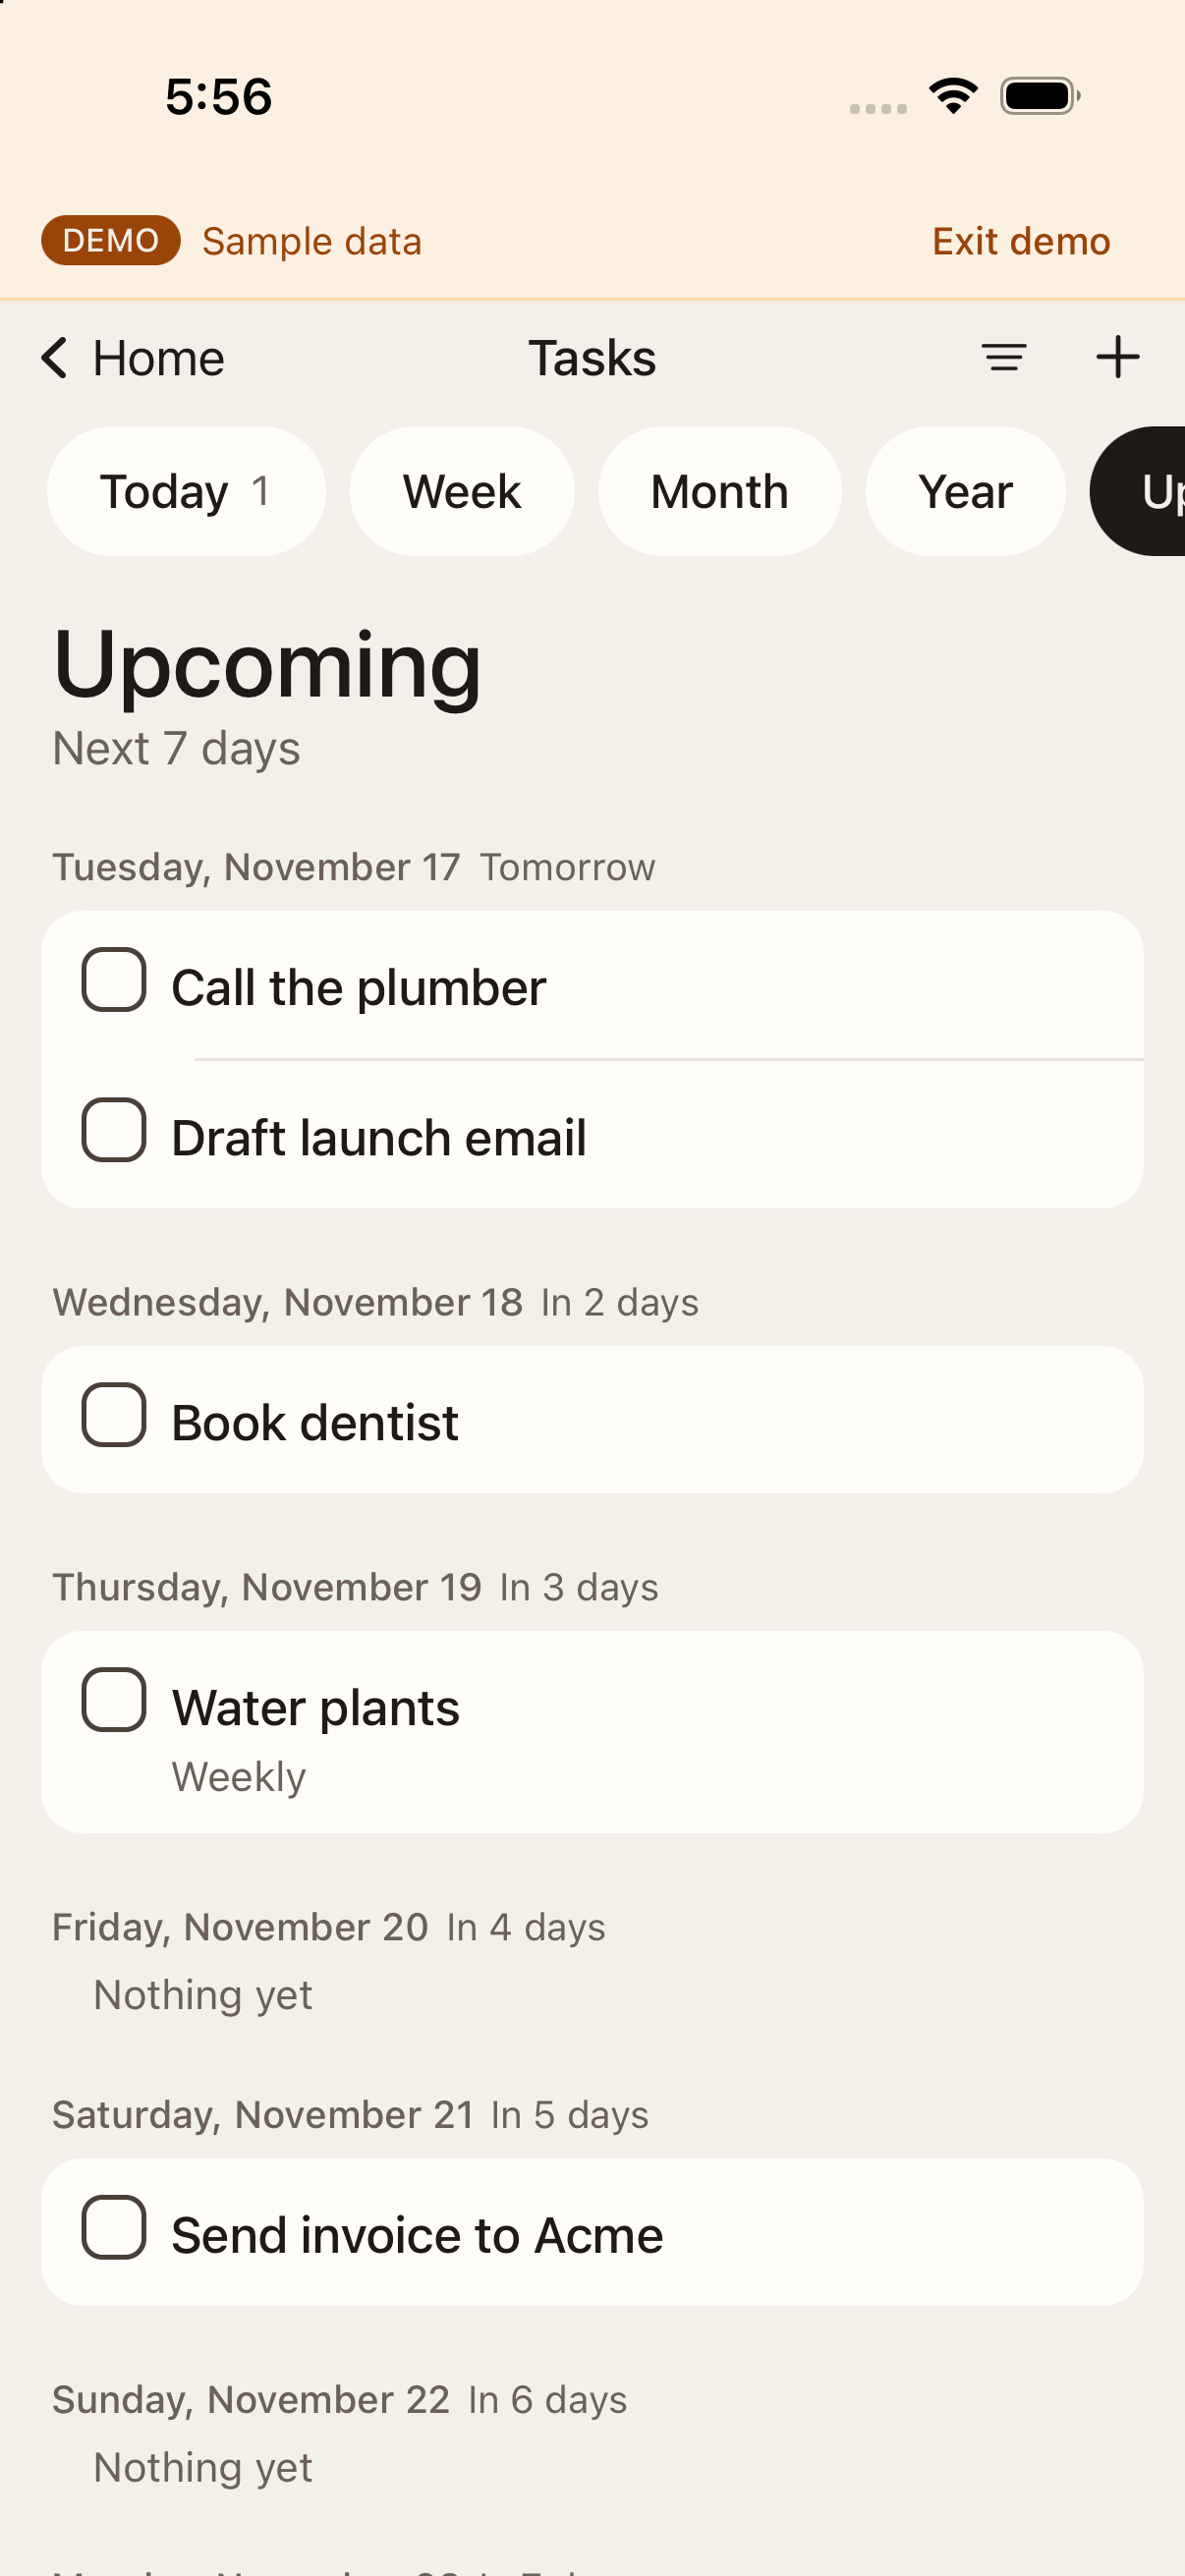 5:56
DEMO Sample data Exit demo
Home Tasks
Today 1 Week Month Year Up
Upcoming
Next 7 days
Tuesday, November 17 Tomorrow
Call the plumber
Draft launch email
Wednesday, November 18 In 2 days
Book dentist
Thursday, November 19 In 3 days
Water plants
Weekly
Friday, November 20 In 4 days
Nothing yet
Saturday, November 21 In 5 days
Send invoice to Acme
Sunday, November 22 In 6 days
Nothing yet